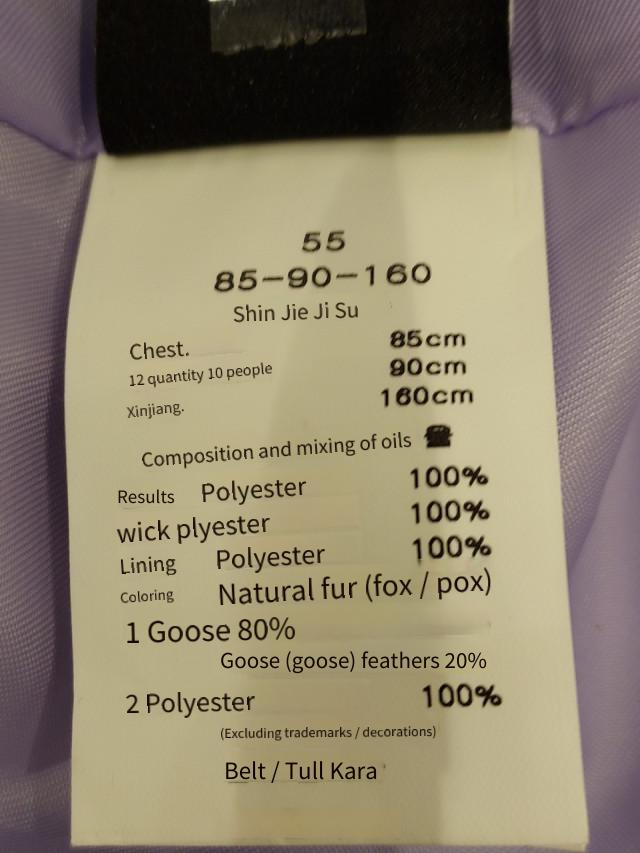 55
85-90-160
Shin Jie Ji Su
Chest. 85cm
12 quantity 10 people 90cm
Xinjiang. 160cm
Composition and mixing of oils
Results Polyester 100%
wick plyester 100%
Lining Polyester 100%
Coloring Natural fur (fox / pox)
1 Goose 80%
Goose (goose) feathers 20%
2 Polyester 100%
(Excluding trademarks / decorations)
Belt / Tull Kara